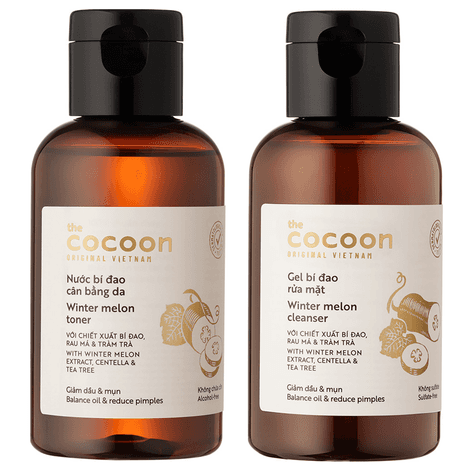 the
cocoon
ORIGINAL VIETNAM
Nước bí đao
cân bằng da
Winter melon
toner
VỚI CHIẾT XUẤT BÍ ĐAO,
RAU MÁ & TRÀM TRÀ
WITH WINTER MELON
EXTRACT, CENTELLA &
TEA TREE
Giảm dầu & mụn
Balance oil & reduce pimples
Không chứa
Alcohol-free
the
cocoon
ORIGINAL VIETNAM
Gel bí đao
rửa mặt
Winter melon
cleanser
VỚI CHIẾT XUẤT BÍ ĐAO,
RAU MÁ & TRÀM TRÀ
WITH WINTER MELON
EXTRACT, CENTELLA &
TEA TREE
Giảm dầu & mụn
Balance oil & reduce pimples
Không
Sulfate-free